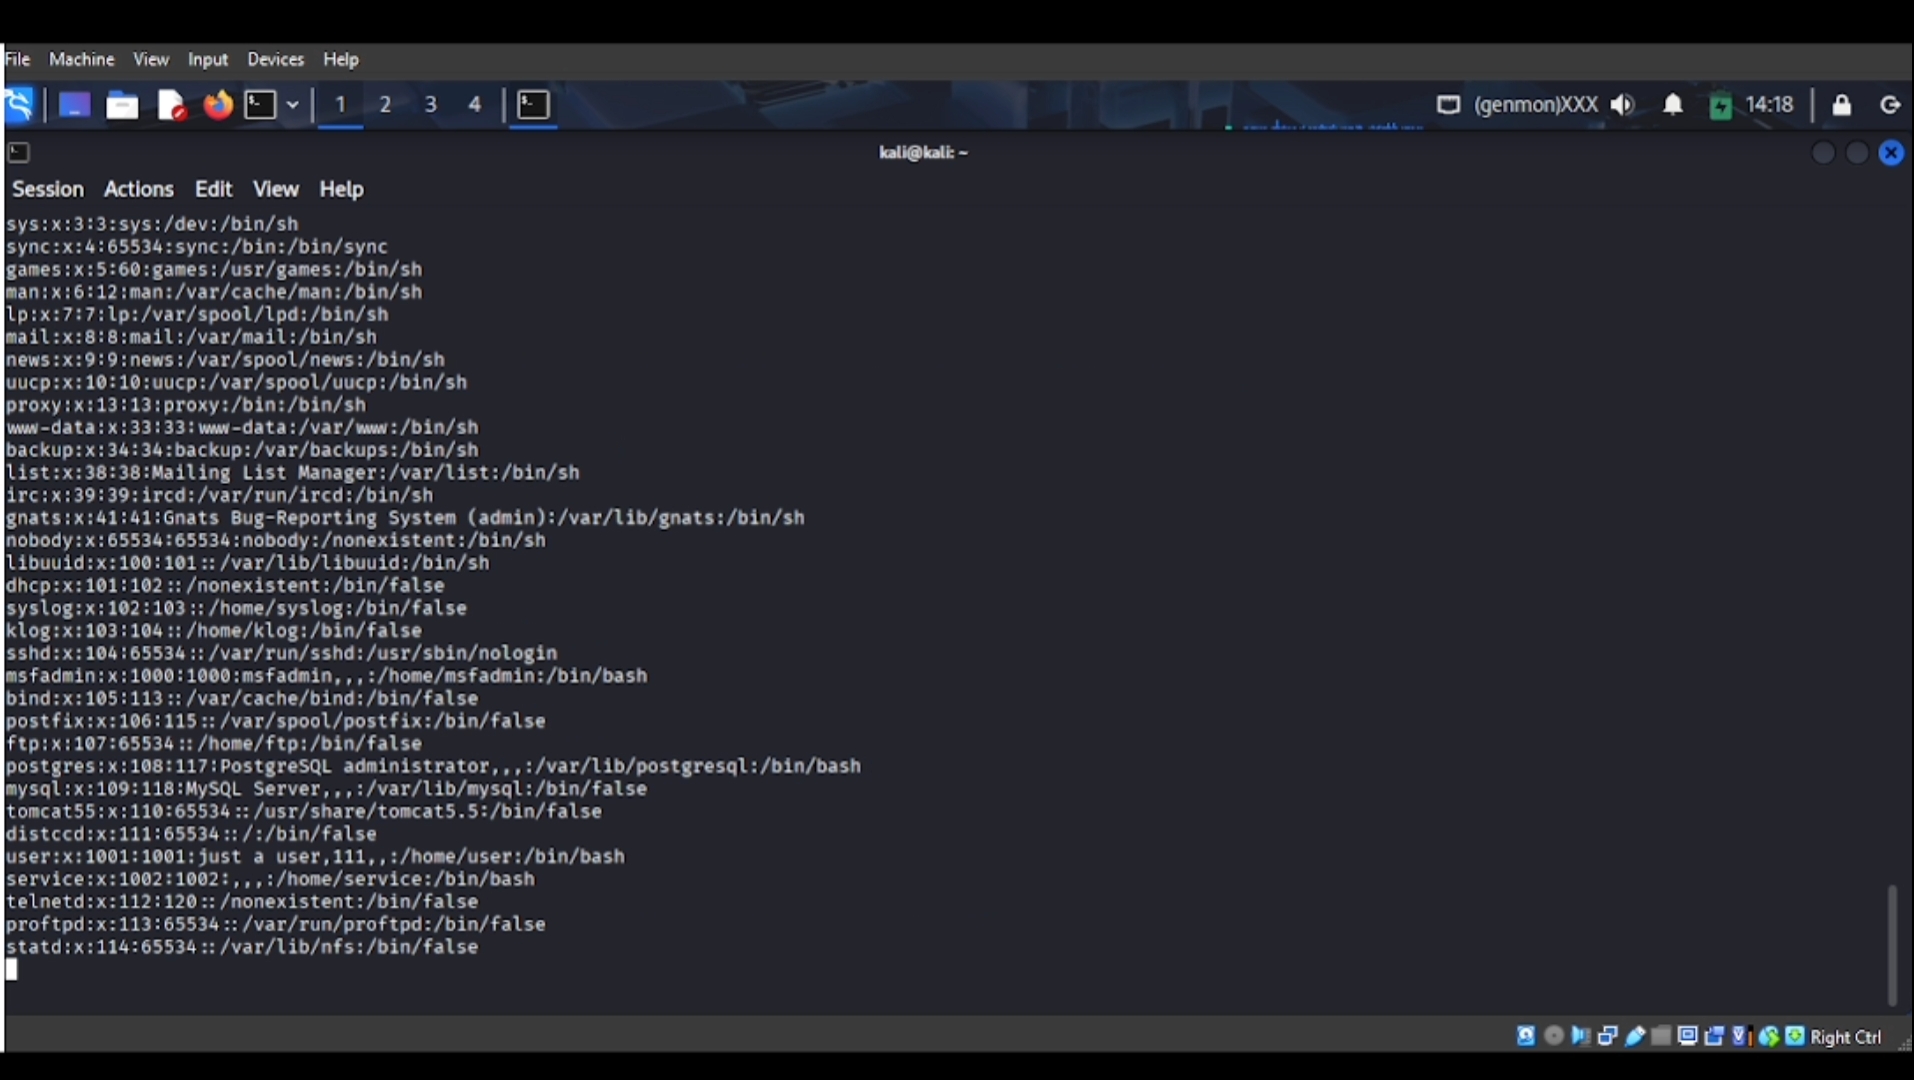 File Machine View Input Devices Help
1 2 3 4 (genmon)XXX 14:18
kali@kali: ~
Session Actions Edit View Help
sys:x:3:3:sys:/dev:/bin/sh
sync:x:4:65534:sync:/bin:/bin/sync
games:x:5:60:games:/usr/games:/bin/sh
man:x:6:12:man:/var/cache/man:/bin/sh
lp:x:7:7:lp:/var/spool/lpd:/bin/sh
mail:x:8:8:mail:/var/mail:/bin/sh
news:x:9:9:news:/var/spool/news:/bin/sh
uucp:x:10:10:uucp:/var/spool/uucp:/bin/sh
proxy:x:13:13:proxy:/bin:/bin/sh
www-data:x:33:33:www-data:/var/www:/bin/sh
backup:x:34:34:backup:/var/backups:/bin/sh
list:x:38:38:Mailing List Manager:/var/list:/bin/sh
irc:x:39:39:ircd:/var/run/ircd:/bin/sh
gnats:x:41:41:Gnats Bug-Reporting System (admin):/var/lib/gnats:/bin/sh
nobody:x:65534:65534:nobody:/nonexistent:/bin/sh
libuuid:x:100:101::/var/lib/libuuid:/bin/sh
dhcp:x:101:102::/nonexistent:/bin/false
syslog:x:102:103::/home/syslog:/bin/false
klog:x:103:104::/home/klog:/bin/false
sshd:x:104:65534::/var/run/sshd:/usr/sbin/nologin
msfadmin:x:1000:1000:msfadmin,,,:/home/msfadmin:/bin/bash
bind:x:105:113::/var/cache/bind:/bin/false
postfix:x:106:115::/var/spool/postfix:/bin/false
ftp:x:107:65534::/home/ftp:/bin/false
postgres:x:108:117:PostgreSQL administrator,,,:/var/lib/postgresql:/bin/bash
mysql:x:109:118:MySQL Server,,,:/var/lib/mysql:/bin/false
tomcat55:x:110:65534::/usr/share/tomcat5.5:/bin/false
distccd:x:111:65534::/:/bin/false
user:x:1001:1001:just a user,111,,:/home/user:/bin/bash
service:x:1002:1002:,,,:/home/service:/bin/bash
telnetd:x:112:120::/nonexistent:/bin/false
proftpd:x:113:65534::/var/run/proftpd:/bin/false
statd:x:114:65534::/var/lib/nfs:/bin/false
Right Ctrl